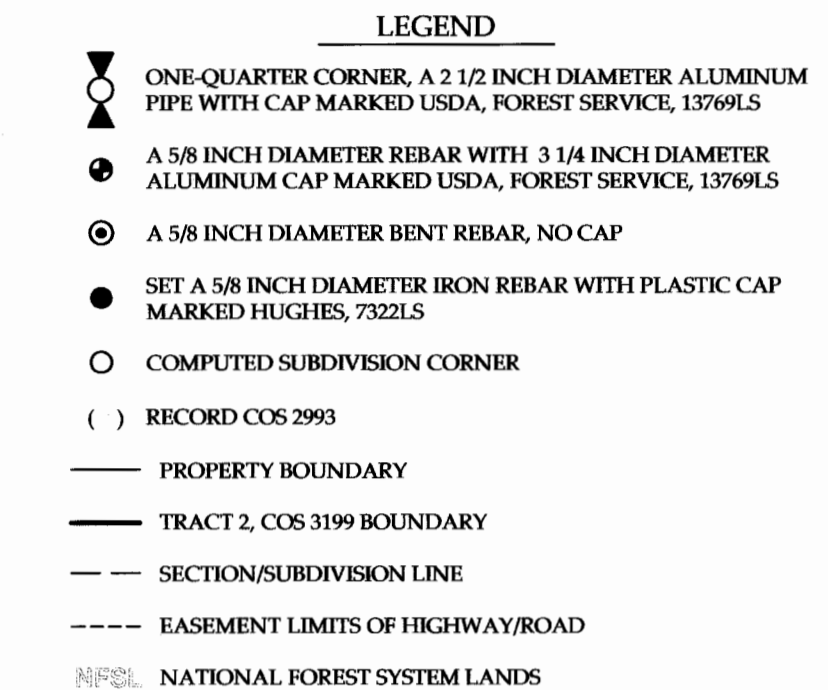 LEGEND
ONE-QUARTER CORNER, A 2 1/2 INCH DIAMETER ALUMINUM
PIPE WITH CAP MARKED USDA, FOREST SERVICE, 13769LS
A 5/8 INCH DIAMETER REBAR WITH 3 1/4 INCH DIAMETER
ALUMINUM CAP MARKED USDA, FOREST SERVICE, 13769LS
A 5/8 INCH DIAMETER BENT REBAR, NO CAP
SET A 5/8 INCH DIAMETER IRON REBAR WITH PLASTIC CAP
MARKED HUGHES, 7322LS
COMPUTED SUBDIVISION CORNER
( ) RECORD COS 2993
PROPERTY BOUNDARY
TRACT 2, COS 3199 BOUNDARY
SECTION/SUBDIVISION LINE
EASEMENT LIMITS OF HIGHWAY/ROAD
NFSL NATIONAL FOREST SYSTEM LANDS